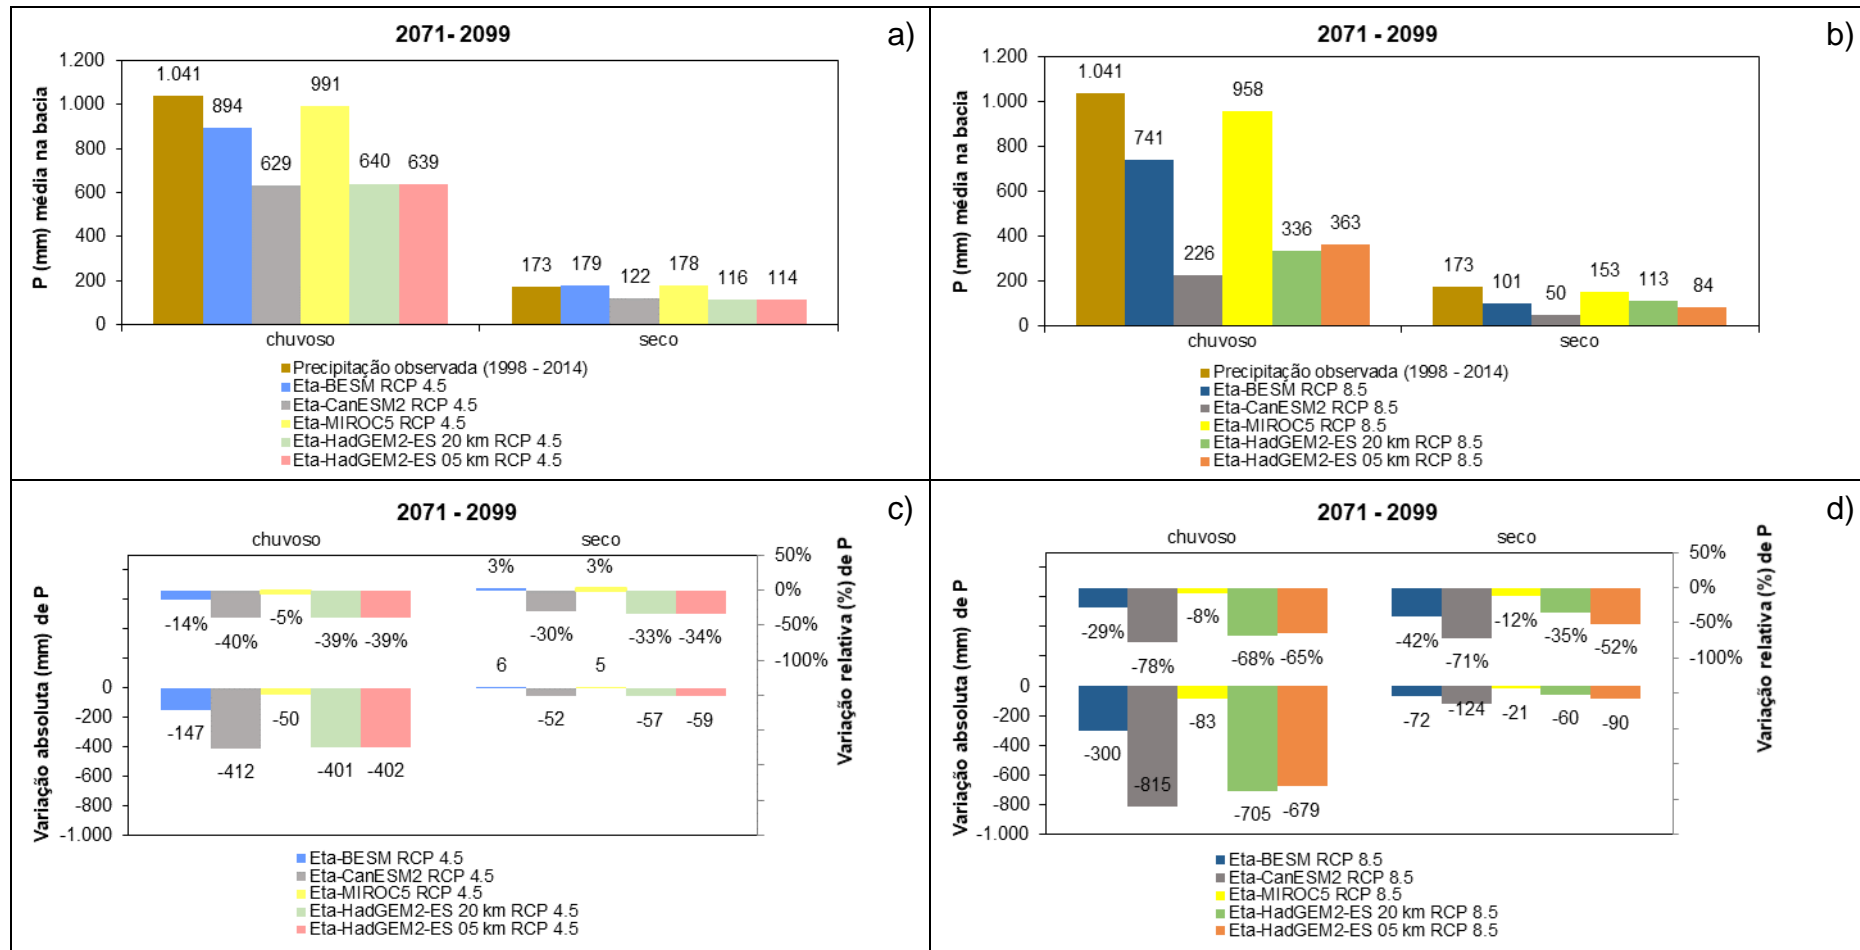 2071- 2099
a)
P (mm) média na bacia
1.200
1.000
800
600
400
200
0
1.041
894
629
991
640
639
173
179
122
178
116
114
chuvoso
seco
Precipitação observada (1998 - 2014)
Eta-BESM RCP 4.5
Eta-CanESM2 RCP 4.5
Eta-MIROC5 RCP 4.5
Eta-HadGEM2-ES 20 km RCP 4.5
Eta-HadGEM2-ES 05 km RCP 4.5
2071 - 2099
b)
P (mm) média na bacia
1.200
1.000
800
600
400
200
0
1.041
741
226
958
336
363
173
101
50
153
113
84
chuvoso
seco
Precipitação observada (1998 - 2014)
Eta-BESM RCP 8.5
Eta-CanESM2 RCP 8.5
Eta-MIROC5 RCP 8.5
Eta-HadGEM2-ES 20 km RCP 8.5
Eta-HadGEM2-ES 05 km RCP 8.5
2071 - 2099
c)
chuvoso
seco
Variação absoluta (mm) de P
Variação relativa (%) de P
50%
0%
-50%
-100%
-14%
-40%
-5%
-39%
-39%
3%
-30%
3%
-33%
-34%
0
-200
-400
-600
-800
-1.000
-147
-412
-50
-401
-402
6
-52
5
-57
-59
Eta-BESM RCP 4.5
Eta-CanESM2 RCP 4.5
Eta-MIROC5 RCP 4.5
Eta-HadGEM2-ES 20 km RCP 4.5
Eta-HadGEM2-ES 05 km RCP 4.5
2071 - 2099
d)
chuvoso
seco
Variação absoluta (mm) de P
Variação relativa (%) de P
50%
0%
-50%
-100%
-29%
-78%
-8%
-68%
-65%
-42%
-71%
-12%
-35%
-52%
0
-200
-400
-600
-800
-1.000
-300
-815
-83
-705
-679
-72
-124
-21
-60
-90
Eta-BESM RCP 8.5
Eta-CanESM2 RCP 8.5
Eta-MIROC5 RCP 8.5
Eta-HadGEM2-ES 20 km RCP 8.5
Eta-HadGEM2-ES 05 km RCP 8.5